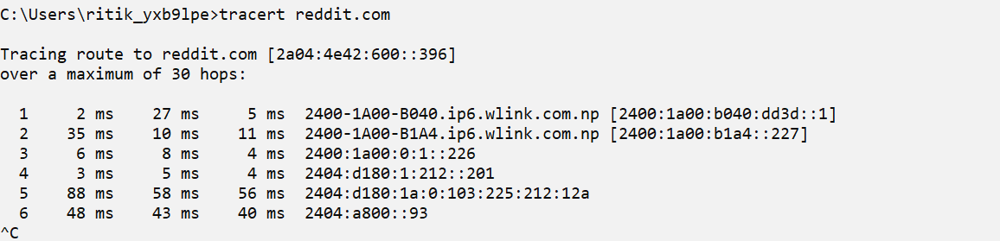 C:\Users\ritik_yxb9lpe>tracert reddit.com
Tracing route to reddit.com [2a04:4e42:600::396]
over a maximum of 30 hops:
1 2 ms 27 ms 5 ms 2400-1A00-B040.ip6.wlink.com.np [2400:1a00:b040:dd3d::1]
2 35 ms 10 ms 11 ms 2400-1A00-B1A4.ip6.wlink.com.np [2400:1a00:b1a4::227]
3 6 ms 8 ms 4 ms 2400:1a00:0:1::226
4 3 ms 5 ms 4 ms 2404:d180:1:212::201
5 88 ms 58 ms 56 ms 2404:d180:1a:0:103:225:212:12a
6 48 ms 43 ms 40 ms 2404:a800::93
^C